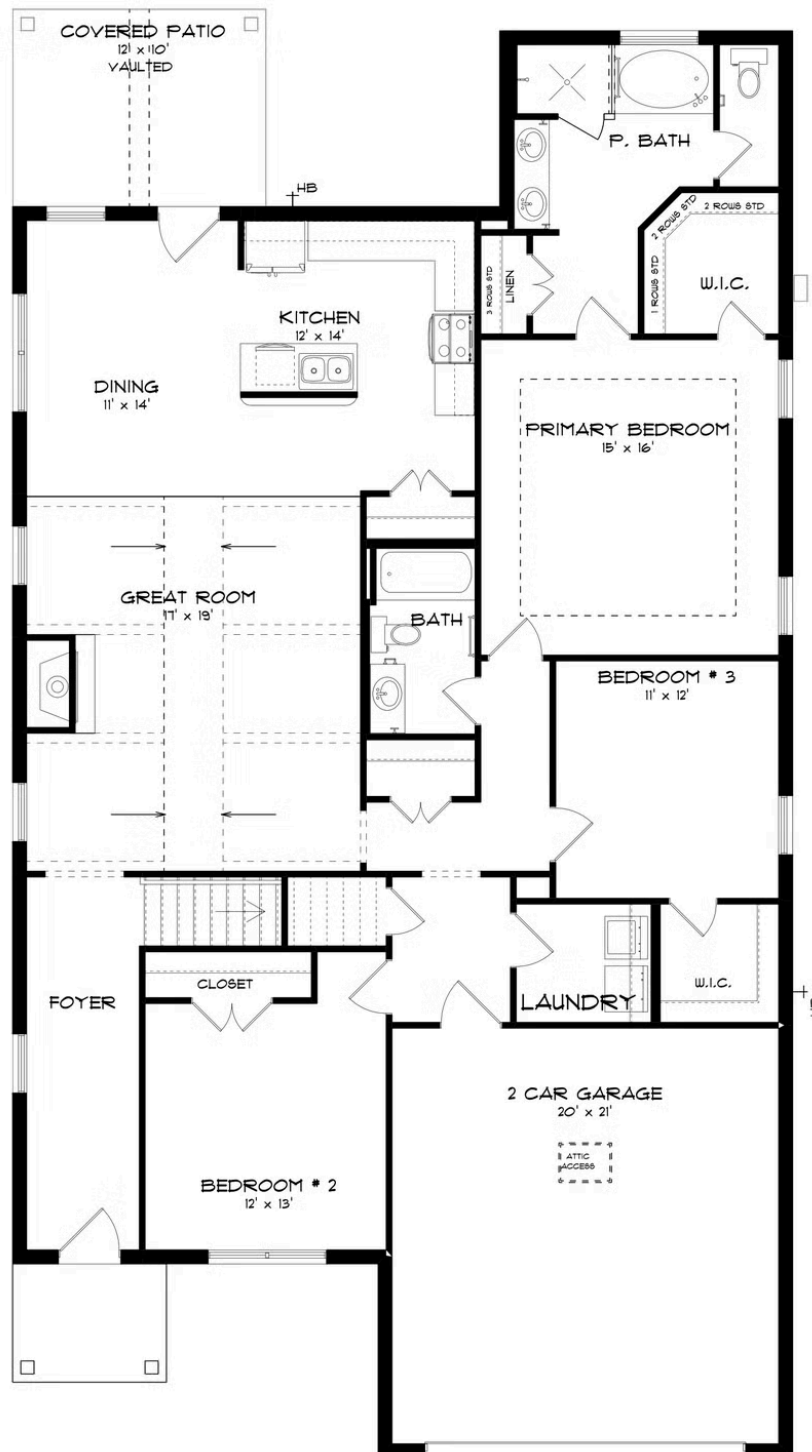 COVERED PATIO
12' x 10'
VAULTED
HB
P. BATH
2 ROWS STD
2 ROWS STD
1 ROWS STD
W.I.C.
3 ROWS STD
LINEN
KITCHEN
12' x 14'
DINING
11' x 14'
PRIMARY BEDROOM
15' x 16'
GREAT ROOM
17' x 19'
BATH
BEDROOM # 3
11' x 12'
CLOSET
W.I.C.
FOYER
LAUNDRY
2 CAR GARAGE
20' x 21'
ATTIC
ACCESS
BEDROOM # 2
12' x 13'